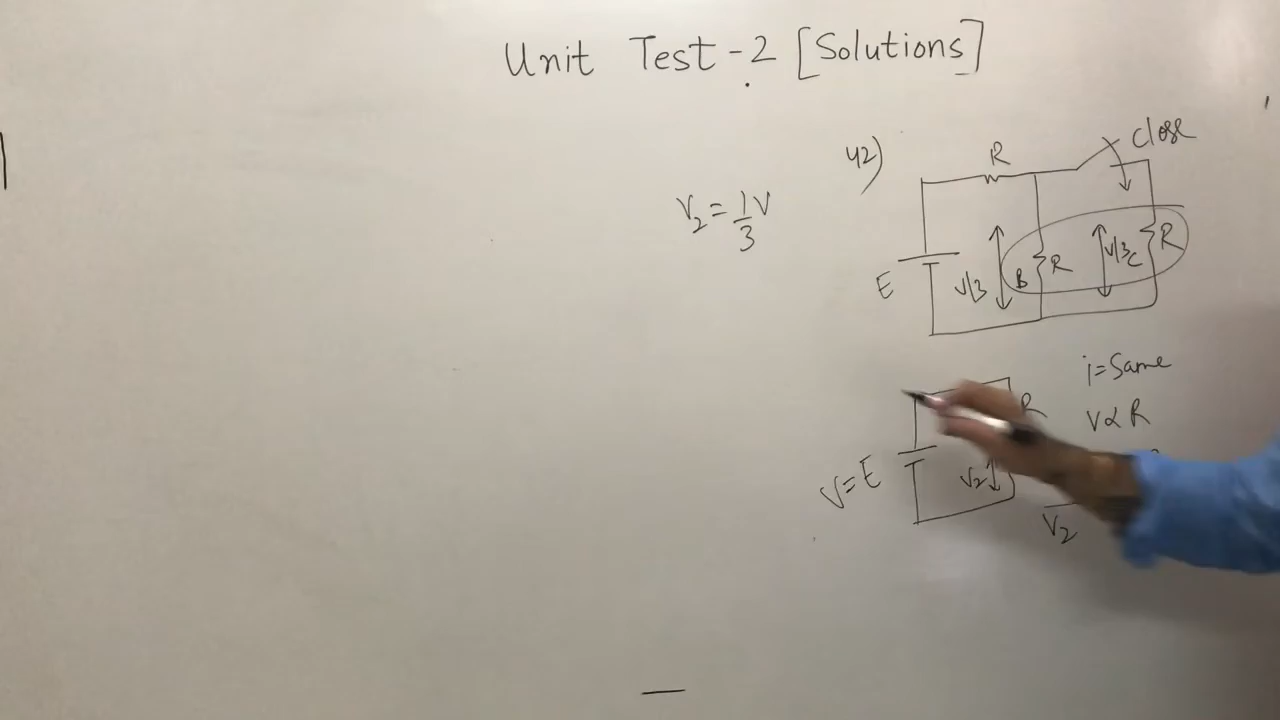 Unit Test-2 [Solutions]
42)
R
close
V₂ = 1/3 V
E
V/3
B
R
V/3
C
R
i = Same
R
V ∝ R
V = E
V₂
V₂